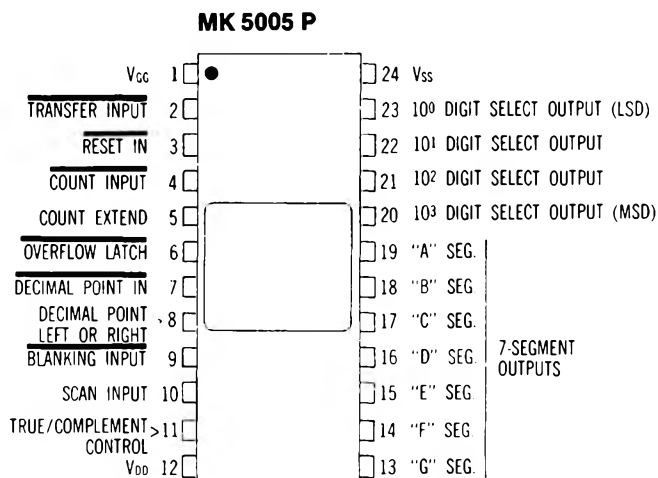 MK 5005 P
VGG 1
TRANSFER INPUT 2
RESET IN 3
COUNT INPUT 4
COUNT EXTEND 5
OVERFLOW LATCH 6
DECIMAL POINT IN 7
DECIMAL POINT
LEFT OR RIGHT >8
BLANKING INPUT 9
SCAN INPUT 10
TRUE/COMPLEMENT
CONTROL >11
VDD 12
24 VSS
23 10⁰ DIGIT SELECT OUTPUT (LSD)
22 10¹ DIGIT SELECT OUTPUT
21 10² DIGIT SELECT OUTPUT
20 10³ DIGIT SELECT OUTPUT (MSD)
19 "A" SEG.
18 "B" SEG
17 "C" SEG.
16 "D" SEG.
15 "E" SEG.
14 "F" SEG.
13 "G" SEG.
7-SEGMENT
OUTPUTS